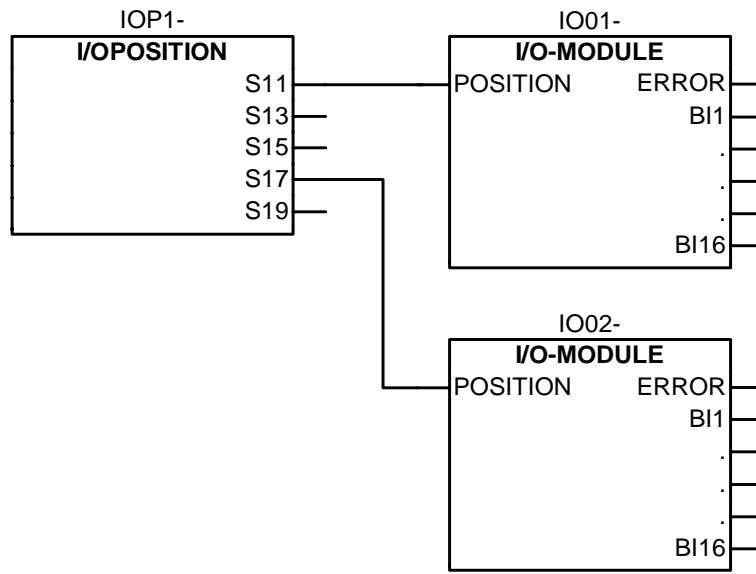 IOP1-
I/OPOSITION
S11
S13
S15
S17
S19
IO01-
I/O-MODULE
POSITION ERROR
BI1
.
.
.
BI16
IO02-
I/O-MODULE
POSITION ERROR
BI1
.
.
.
BI16